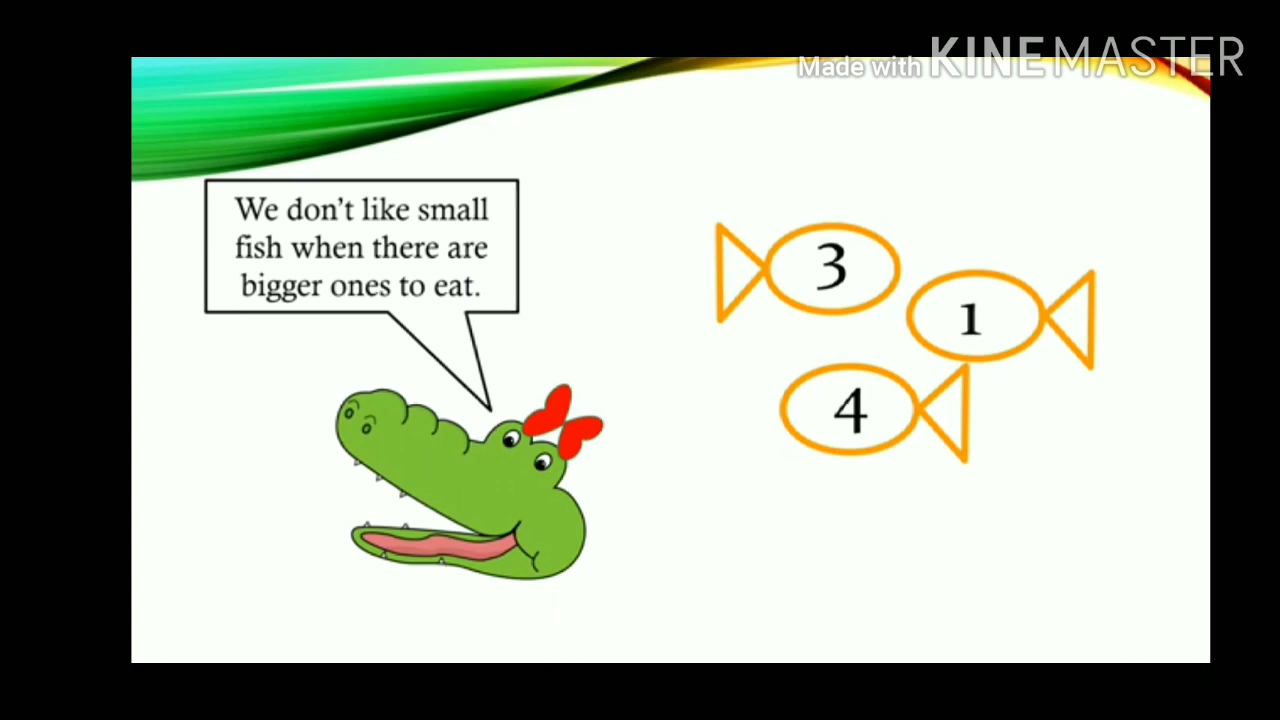 Made with KINEMASTER
We don't like small
fish when there are
bigger ones to eat.
3
1
4